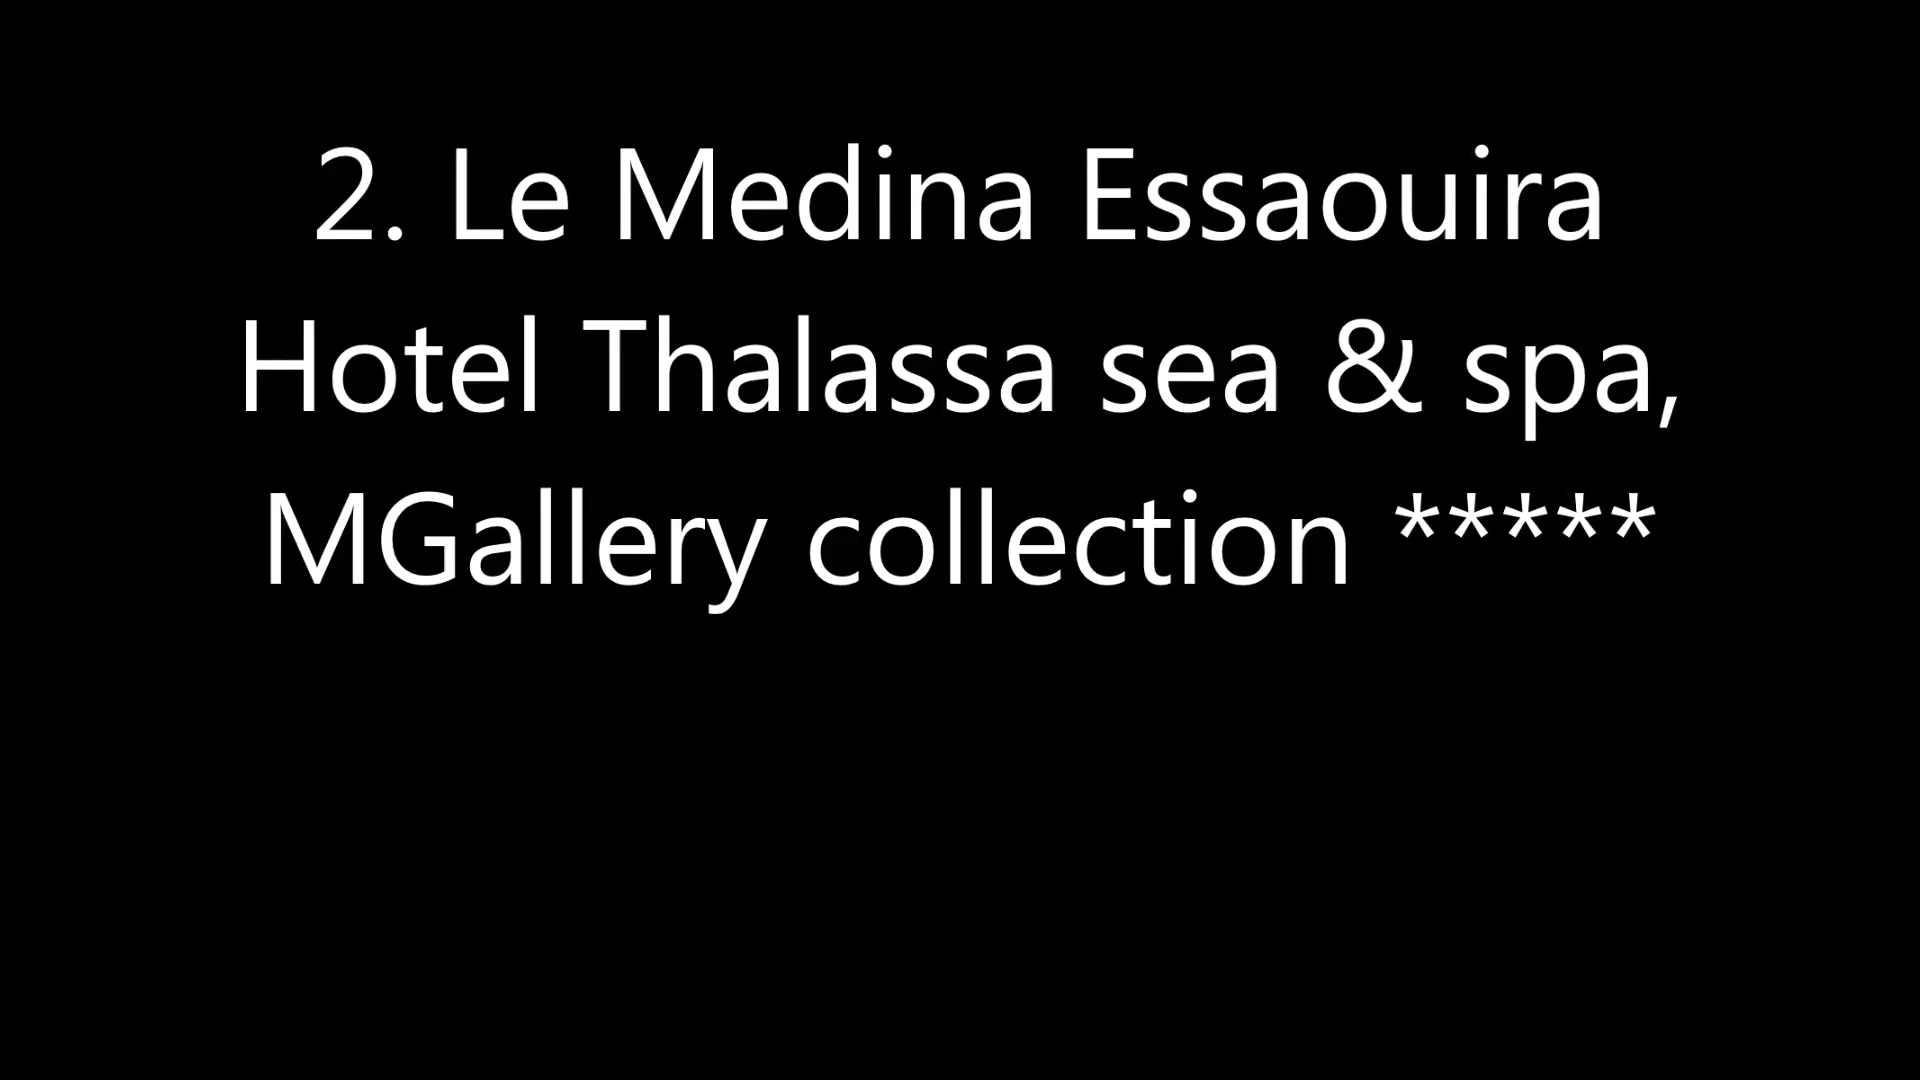 2. Le Medina Essaouira
Hotel Thalassa sea & spa,
MGallery collection *****